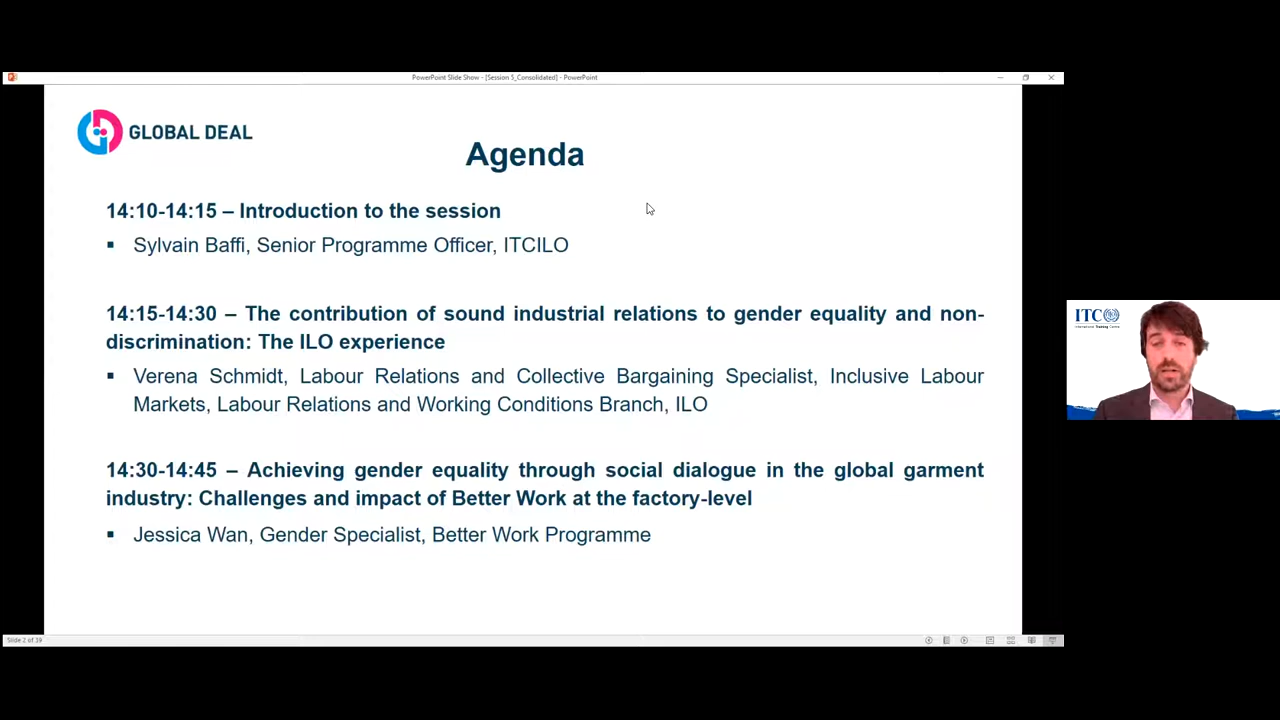 PowerPoint Slide Show - [Session 5_Consolidated] - PowerPoint
GLOBAL DEAL
Agenda
14:10-14:15 – Introduction to the session
▪ Sylvain Baffi, Senior Programme Officer, ITCILO
14:15-14:30 – The contribution of sound industrial relations to gender equality and non-
discrimination: The ILO experience
▪ Verena Schmidt, Labour Relations and Collective Bargaining Specialist, Inclusive Labour
Markets, Labour Relations and Working Conditions Branch, ILO
14:30-14:45 – Achieving gender equality through social dialogue in the global garment
industry: Challenges and impact of Better Work at the factory-level
▪ Jessica Wan, Gender Specialist, Better Work Programme
Slide 2 of 39
ITC
International Training Centre